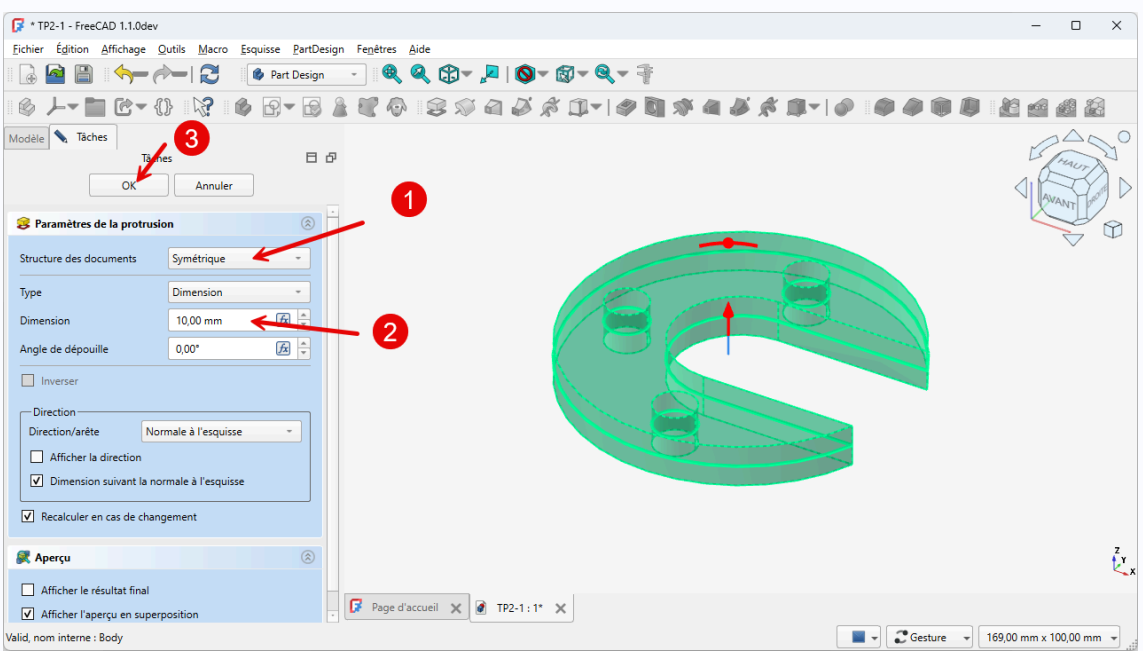 * TP2-1 - FreeCAD 1.1.0dev
Fichier Édition Affichage Outils Macro Esquisse PartDesign Fenêtres Aide
Part Design
Modèle Tâches
3
Tâches
OK Annuler
1
Paramètres de la protrusion
Structure des documents Symétrique
Type Dimension
Dimension 10,00 mm
2
Angle de dépouille 0,00°
Inverser
Direction
Direction/arête Normale à l'esquisse
Afficher la direction
Dimension suivant la normale à l'esquisse
Recalculer en cas de changement
Aperçu
Afficher le résultat final
Afficher l'aperçu en superposition
HAUT
AVANT
DROITE
Z
Y
X
Page d'accueil TP2-1 : 1*
Valid, nom interne : Body
Gesture 169,00 mm x 100,00 mm